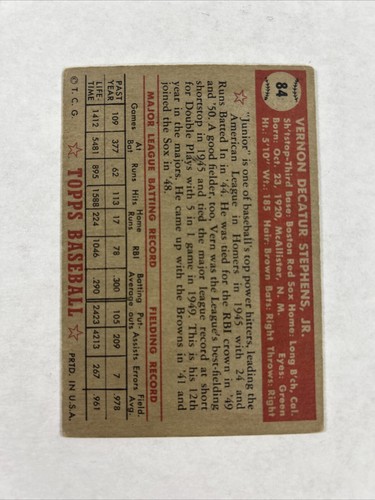 84
VERNON DECATUR STEPHENS, JR.
Sh'tstop-Third Base: Boston Red Sox Home: Long B'ch, Cal.
Born: Oct. 23, 1920, McAllister, N. M. Eyes: Green
Ht.: 5'10" Wt.: 185 Hair: Brown Bats: Right Throws: Right
"Junior" is one of baseball's top power hitters, leading the
American League in Homers in 1945 with 24 and
Runs Batted In in '44. He was tied for the RBI crown in '49
and '50. A good fielder, too, Vern was the League's best-fielding
shortstop in 1945 and tied the major league record at short
for Double Plays with 5 in 1 game in 1949. This is his 12th
year in the majors. He came up with the Browns in '41 and
joined the Sox in '48.
MAJOR LEAGUE BATTING RECORD FIELDING RECORD
Games At Bat Runs Hits Home Runs RBI Batting Average Put-outs Assists Errors Field. Avg.
PAST YEAR 109 377 62 113 17 78 .300 105 209 7 .978
LIFE-TIME 1412 5481 895 1588 224 1046 .290 2423 4213 267 .961
© T. C. G. TOPPS BASEBALL PRTD. IN U.S.A.